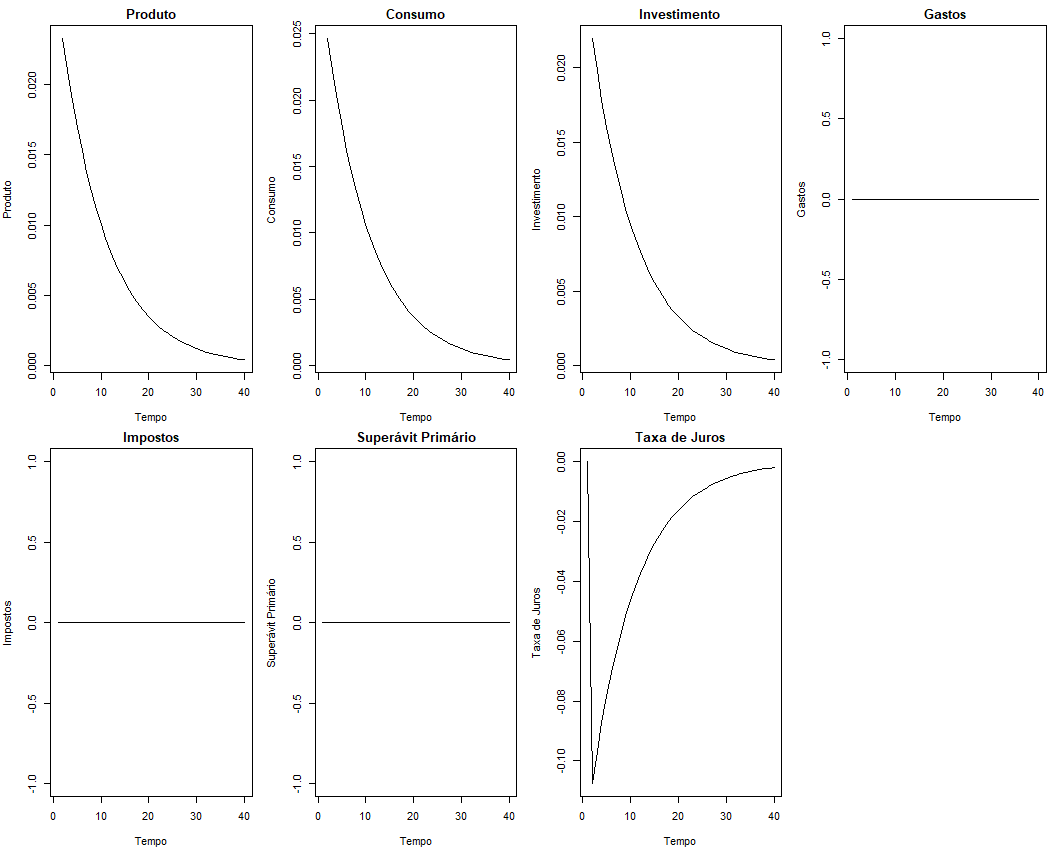 Produto
Produto
0.000 0.005 0.010 0.015 0.020
0 10 20 30 40
Tempo
Consumo
Consumo
0.000 0.005 0.010 0.015 0.020 0.025
0 10 20 30 40
Tempo
Investimento
Investimento
0.000 0.005 0.010 0.015 0.020
0 10 20 30 40
Tempo
Gastos
Gastos
-1.0 -0.5 0.0 0.5 1.0
0 10 20 30 40
Tempo
Impostos
Impostos
-1.0 -0.5 0.0 0.5 1.0
0 10 20 30 40
Tempo
Superávit Primário
Superávit Primário
-1.0 -0.5 0.0 0.5 1.0
0 10 20 30 40
Tempo
Taxa de Juros
Taxa de Juros
-0.10 -0.08 -0.06 -0.04 -0.02 0.00
0 10 20 30 40
Tempo